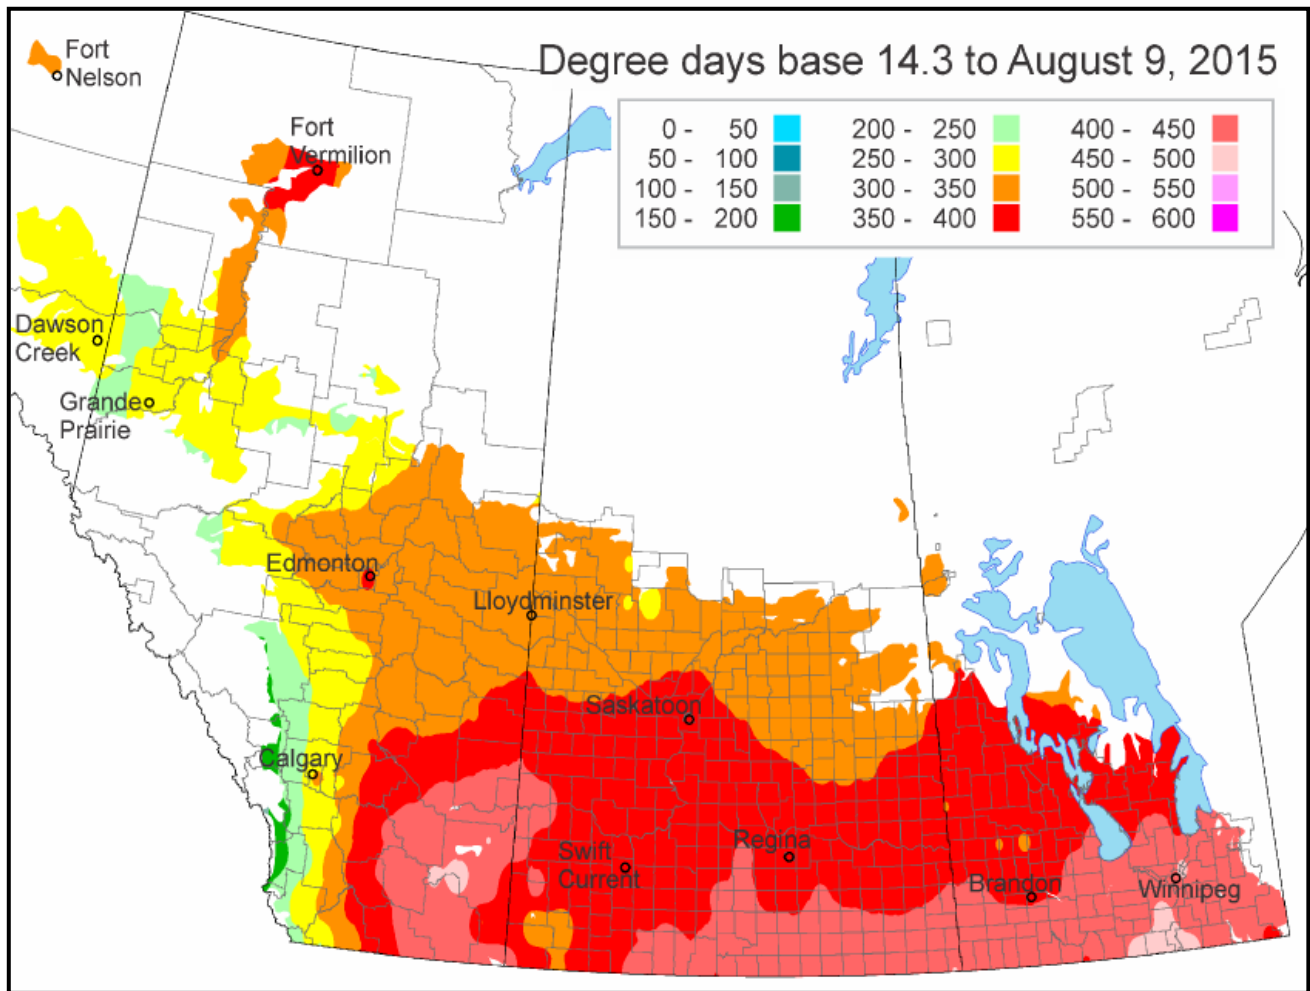 Degree days base 14.3 to August 9, 2015
0 - 50
50 - 100
100 - 150
150 - 200
200 - 250
250 - 300
300 - 350
350 - 400
400 - 450
450 - 500
500 - 550
550 - 600
Fort
Nelson
Fort
Vermilion
Dawson
Creek
Grande
Prairie
Edmonton
Lloydminster
Saskatoon
Calgary
Swift
Current
Regina
Brandon
Winnipeg